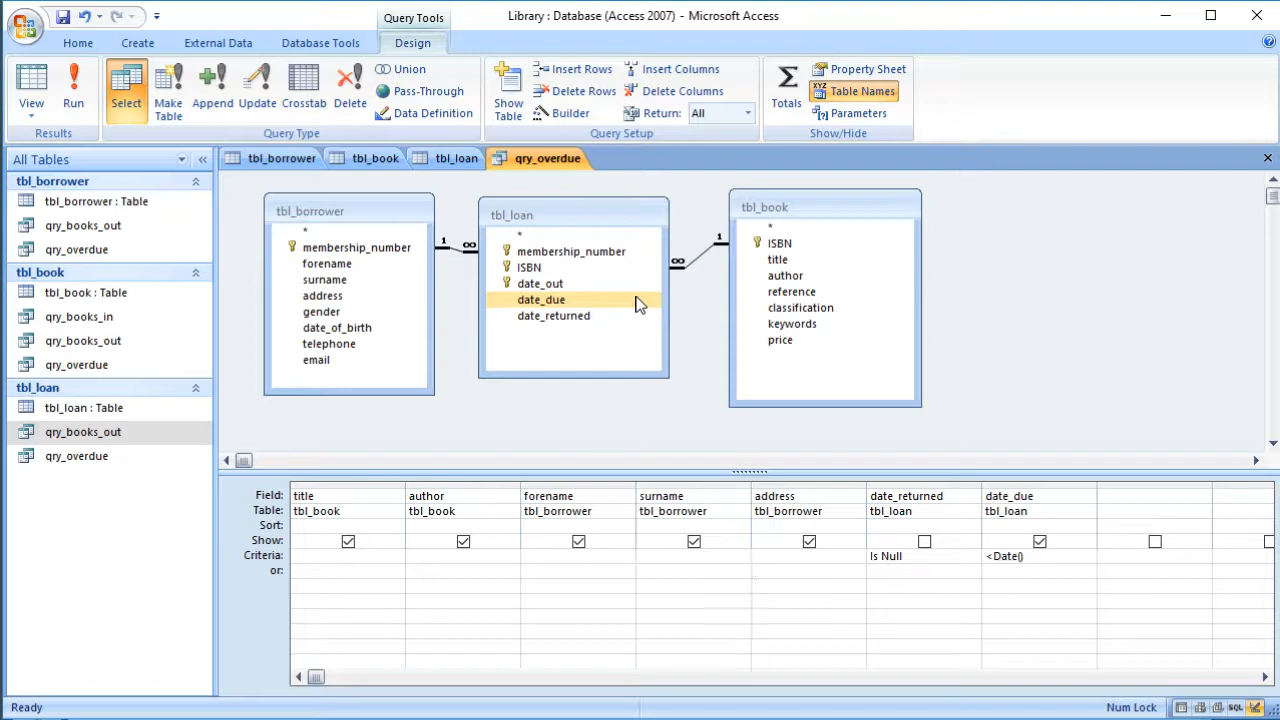 Query Tools
Library : Database (Access 2007) - Microsoft Access
Home
Create
External Data
Database Tools
Design
View
Run
Results
Select
Make Table
Append
Update
Crosstab
Delete
Union
Pass-Through
Data Definition
Query Type
Show Table
Insert Rows
Delete Rows
Builder
Insert Columns
Delete Columns
Return: All
Query Setup
Σ
Totals
XYZ
Property Sheet
Table Names
Parameters
Show/Hide
All Tables
tbl_borrower
tbl_borrower : Table
qry_books_out
qry_overdue
tbl_book
tbl_book : Table
qry_books_in
qry_books_out
qry_overdue
tbl_loan
tbl_loan : Table
qry_books_out
qry_overdue
tbl_borrower
tbl_book
tbl_loan
qry_overdue
tbl_borrower
*
membership_number
forename
surname
address
gender
date_of_birth
telephone
email
1 ∞
tbl_loan
*
membership_number
ISBN
date_out
date_due
date_returned
∞ 1
tbl_book
*
ISBN
title
author
reference
classification
keywords
price
Field: title author forename surname address date_returned date_due
Table: tbl_book tbl_book tbl_borrower tbl_borrower tbl_borrower tbl_loan tbl_loan
Sort:
Show:
Criteria: Is Null <Date()
or:
Ready
Num Lock
SQL